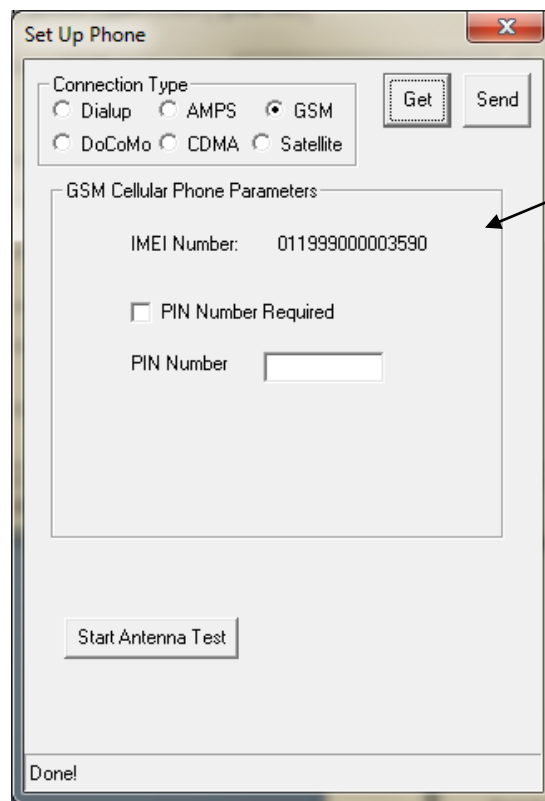 Set Up Phone
Connection Type
Dialup AMPS GSM
DoCoMo CDMA Satellite
Get Send
GSM Cellular Phone Parameters
IMEI Number: 011999000003590
PIN Number Required
PIN Number
Start Antenna Test
Done!